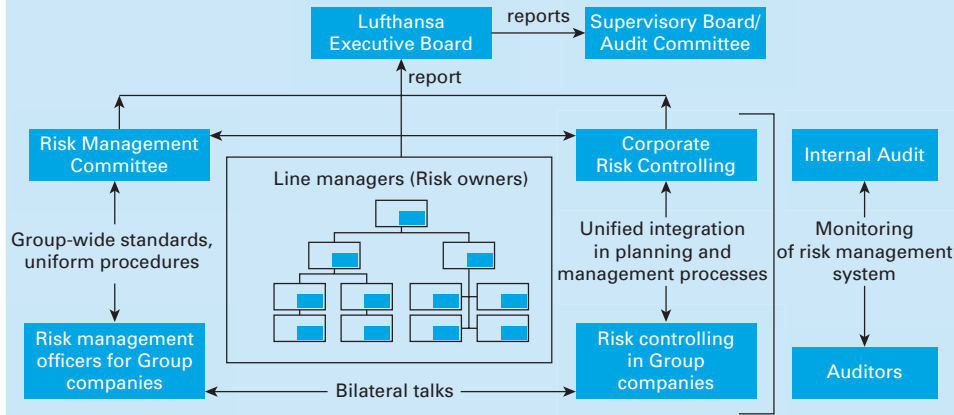 Lufthansa
Executive Board
reports
Supervisory Board/
Audit Committee
report
Risk Management
Committee
Corporate
Risk Controlling
Internal Audit
Line managers (Risk owners)
Group-wide standards,
uniform procedures
Unified integration
in planning and
management processes
Monitoring
of risk management
system
Risk management
officers for Group
companies
Bilateral talks
Risk controlling
in Group
companies
Auditors